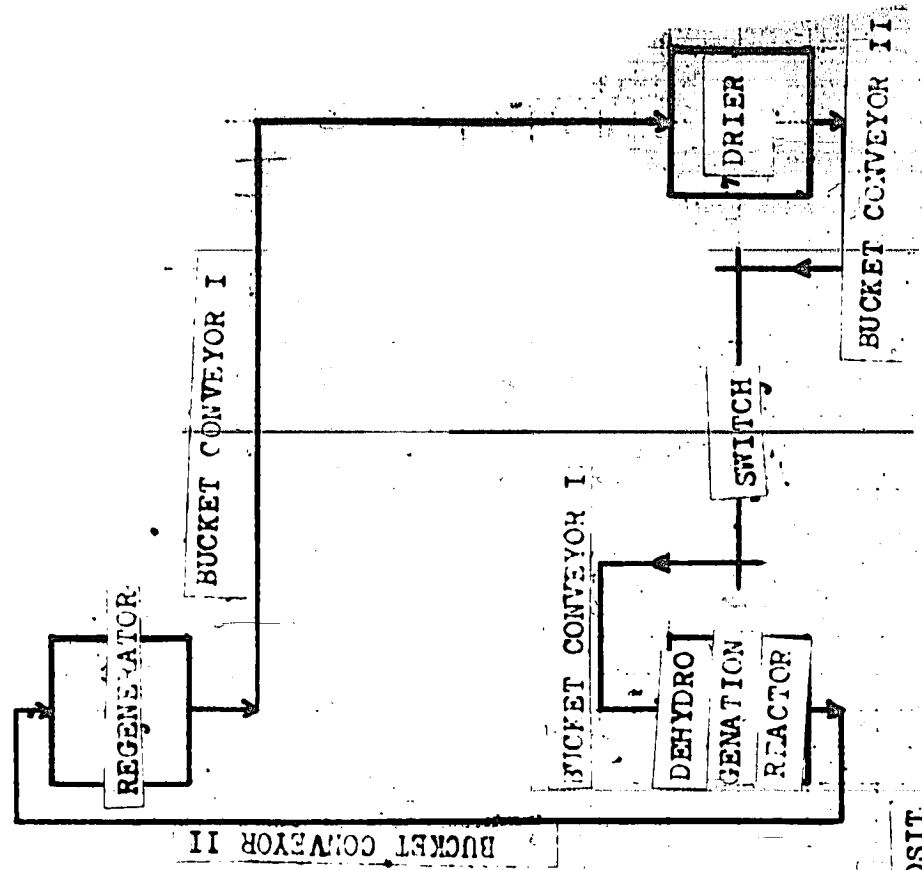 REGENERATOR
BUCKET CONVEYOR I
BUCKET CONVEYOR II
BUCKET CONVEYOR I
DEHYDRO
GENATION
REACTOR
SWITCH
DRIER
BUCKET CONVEYOR II